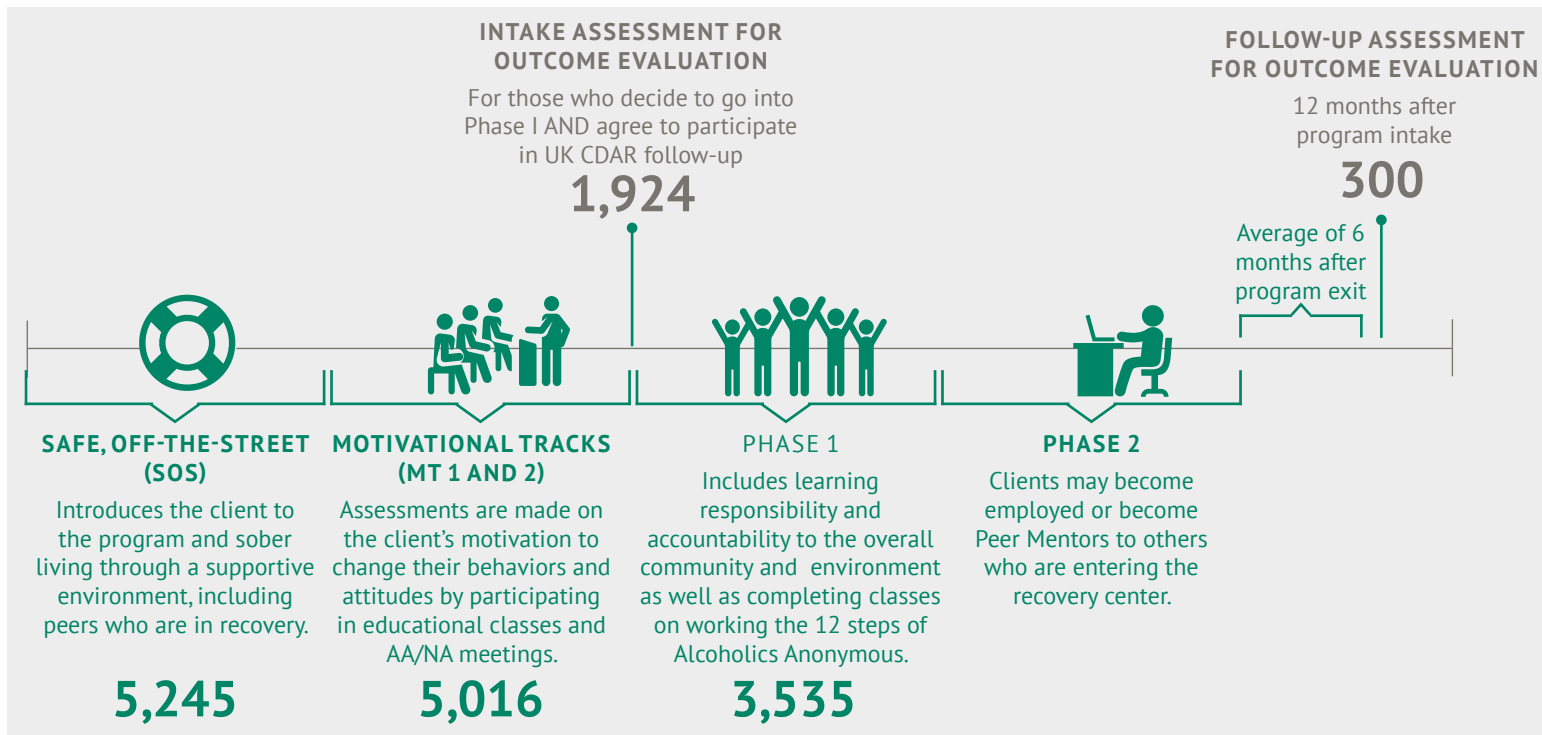 INTAKE ASSESSMENT FOR
OUTCOME EVALUATION
For those who decide to go into
Phase I AND agree to participate
in UK CDAR follow-up
1,924
FOLLOW-UP ASSESSMENT
FOR OUTCOME EVALUATION
12 months after
program intake
300
Average of 6
months after
program exit
SAFE, OFF-THE-STREET
(SOS)
Introduces the client to
the program and sober
living through a supportive
environment, including
peers who are in recovery.
5,245
MOTIVATIONAL TRACKS
(MT 1 AND 2)
Assessments are made on
the client's motivation to
change their behaviors and
attitudes by participating
in educational classes and
AA/NA meetings.
5,016
PHASE 1
Includes learning
responsibility and
accountability to the overall
community and environment
as well as completing classes
on working the 12 steps of
Alcoholics Anonymous.
3,535
PHASE 2
Clients may become
employed or become
Peer Mentors to others
who are entering the
recovery center.